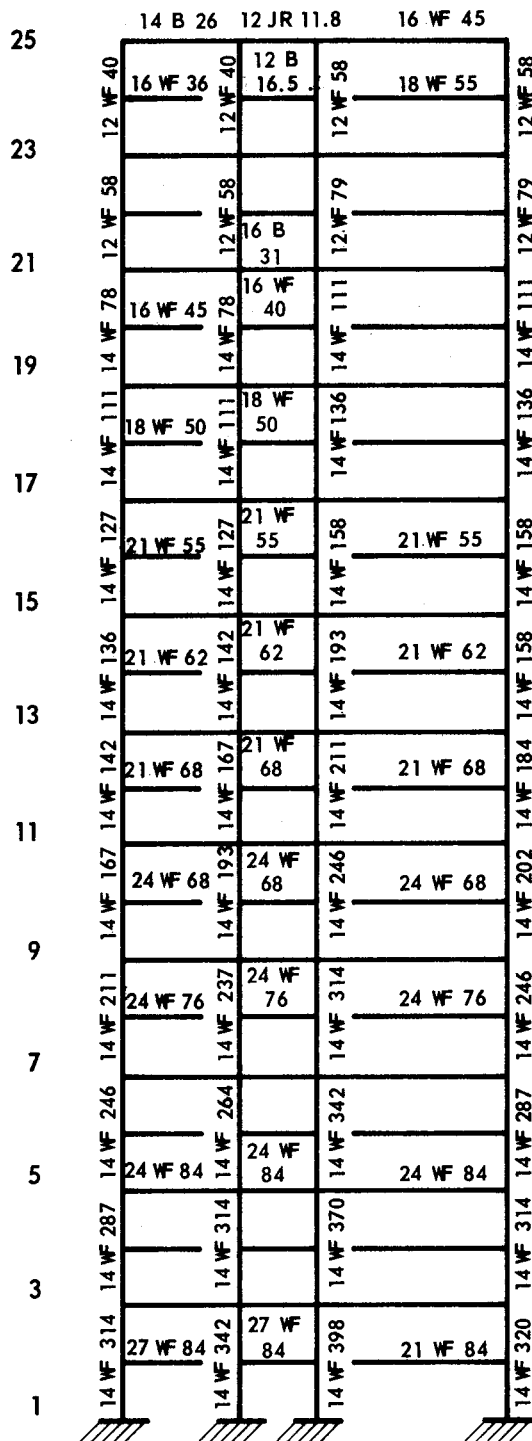 14 B 26 12 JR 11.8 16 WF 45
25
12 WF 40
16 WF 36
12 WF 40
12 B
16.5
12 WF 58
18 WF 55
12 WF 58
23
12 WF 58
12 WF 58
16 B
31
12 WF 79
12 WF 79
21
14 WF 78
16 WF 45
14 WF 78
16 WF
40
14 WF 111
14 WF 111
19
14 WF 111
18 WF 50
14 WF 111
18 WF
50
14 WF 136
14 WF 136
17
14 WF 127
21 WF 55
14 WF 127
21 WF
55
14 WF 158
21 WF 55
14 WF 158
15
14 WF 136
21 WF 62
14 WF 142
21 WF
62
14 WF 193
21 WF 62
14 WF 158
13
14 WF 142
21 WF 68
14 WF 167
21 WF
68
14 WF 211
21 WF 68
14 WF 184
11
14 WF 167
24 WF 68
14 WF 193
24 WF
68
14 WF 246
24 WF 68
14 WF 202
9
14 WF 211
24 WF 76
14 WF 237
24 WF
76
14 WF 314
24 WF 76
14 WF 246
7
14 WF 246
24 WF 84
14 WF 264
24 WF
84
14 WF 342
24 WF 84
14 WF 287
5
14 WF 287
14 WF 314
14 WF 370
14 WF 314
3
14 WF 314
27 WF 84
14 WF 342
27 WF
84
14 WF 398
21 WF 84
14 WF 320
1